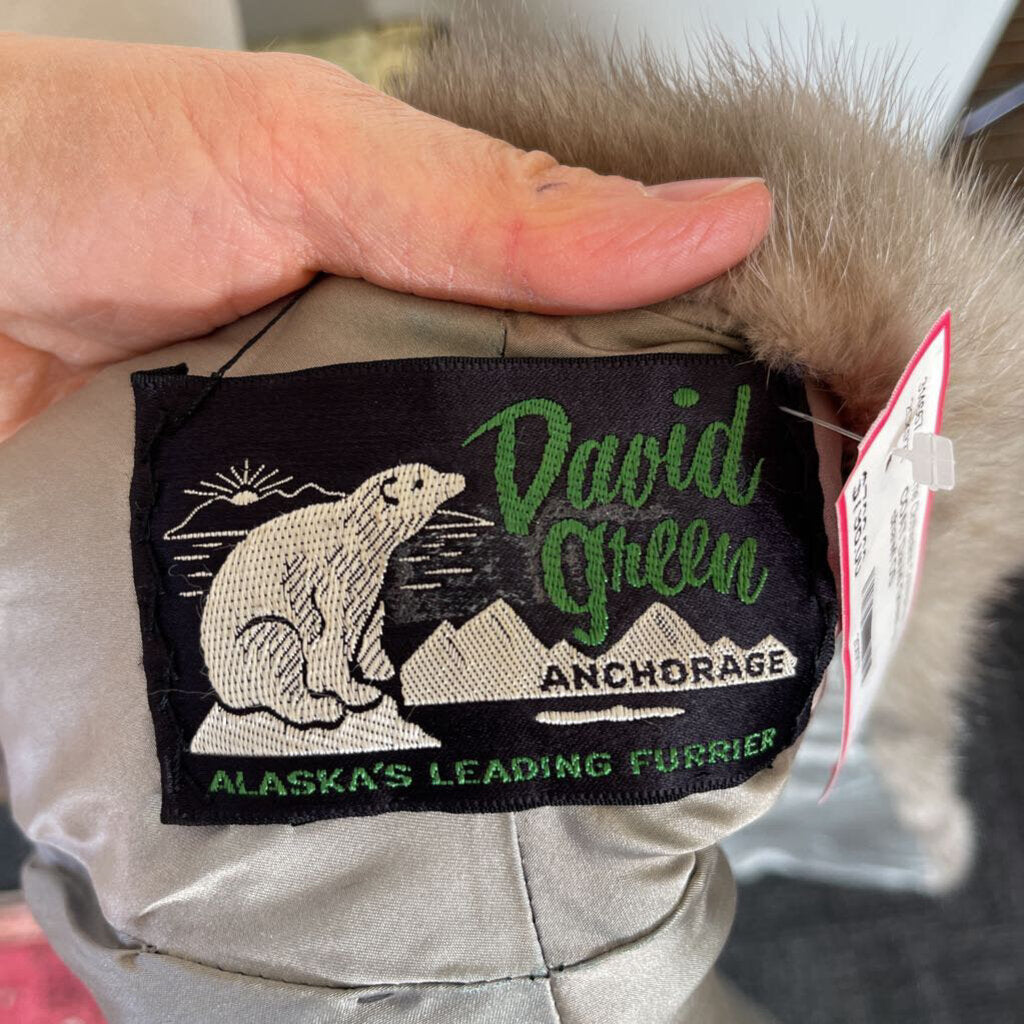 David
green
ANCHORAGE
ALASKA'S LEADING FURRIER